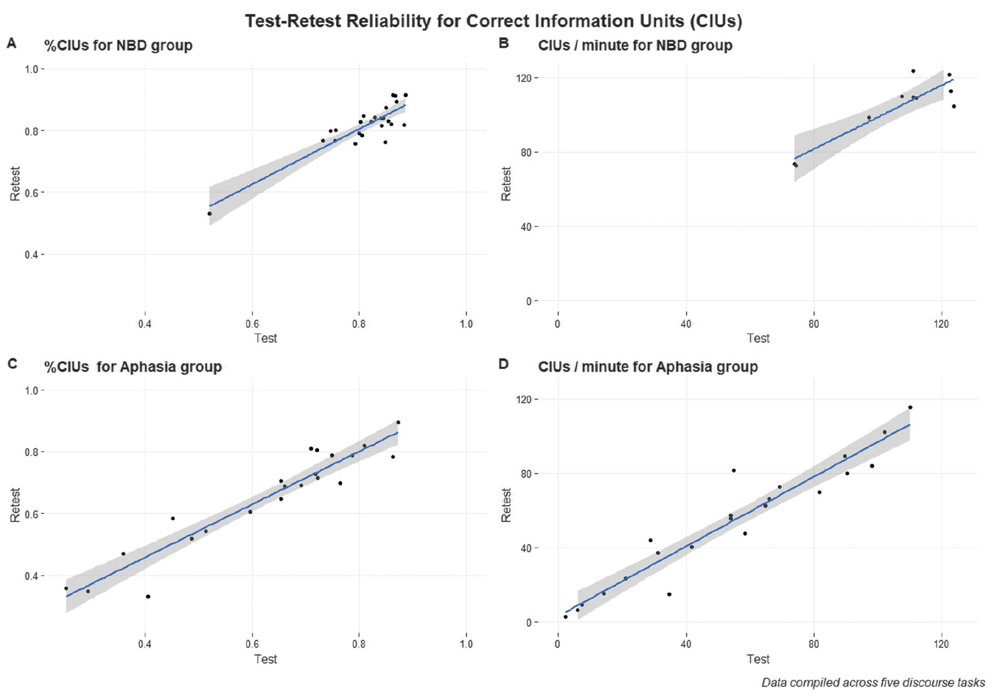 Test-Retest Reliability for Correct Information Units (CIUs)
A
%CIUs for NBD group
1.0
0.8
0.6
0.4
Retest
0.4 0.6 0.8 1.0
Test
B
CIUs / minute for NBD group
120
80
40
0
Retest
0 40 80 120
Test
C
%CIUs for Aphasia group
1.0
0.8
0.6
0.4
Retest
0.4 0.6 0.8 1.0
Test
D
CIUs / minute for Aphasia group
120
80
40
0
Retest
0 40 80 120
Test
Data compiled across five discourse tasks